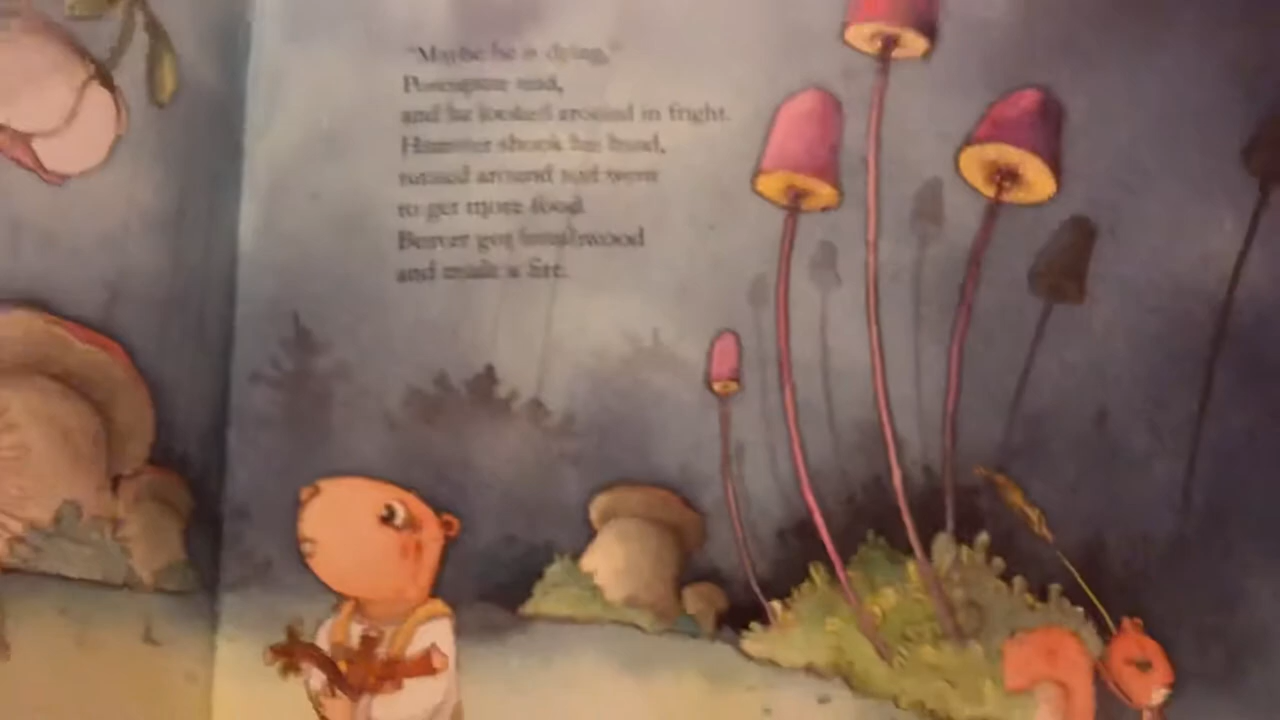 "Maybe he is dying,"
Porcupine said,
and he looked around in fright.
Hamster shook his head,
turned around and went
to get more food.
Beaver got brushwood
and made a fire.